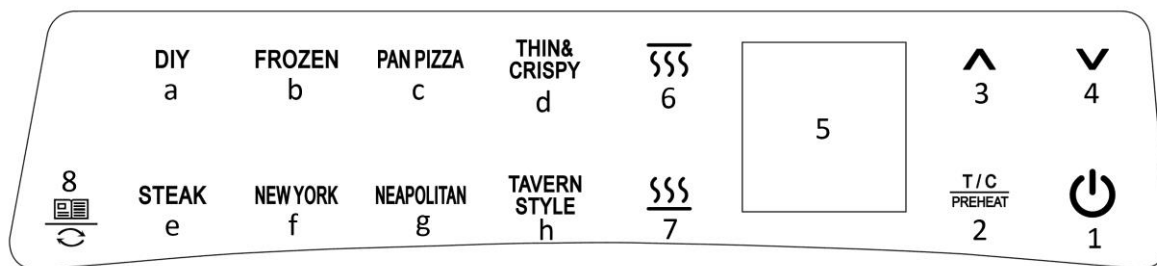 DIY FROZEN PAN PIZZA THIN&
CRISPY
a b c d 6 3 4
5
8
STEAK NEW YORK NEAPOLITAN TAVERN
STYLE
T/C
PREHEAT
e f g h 7 2 1